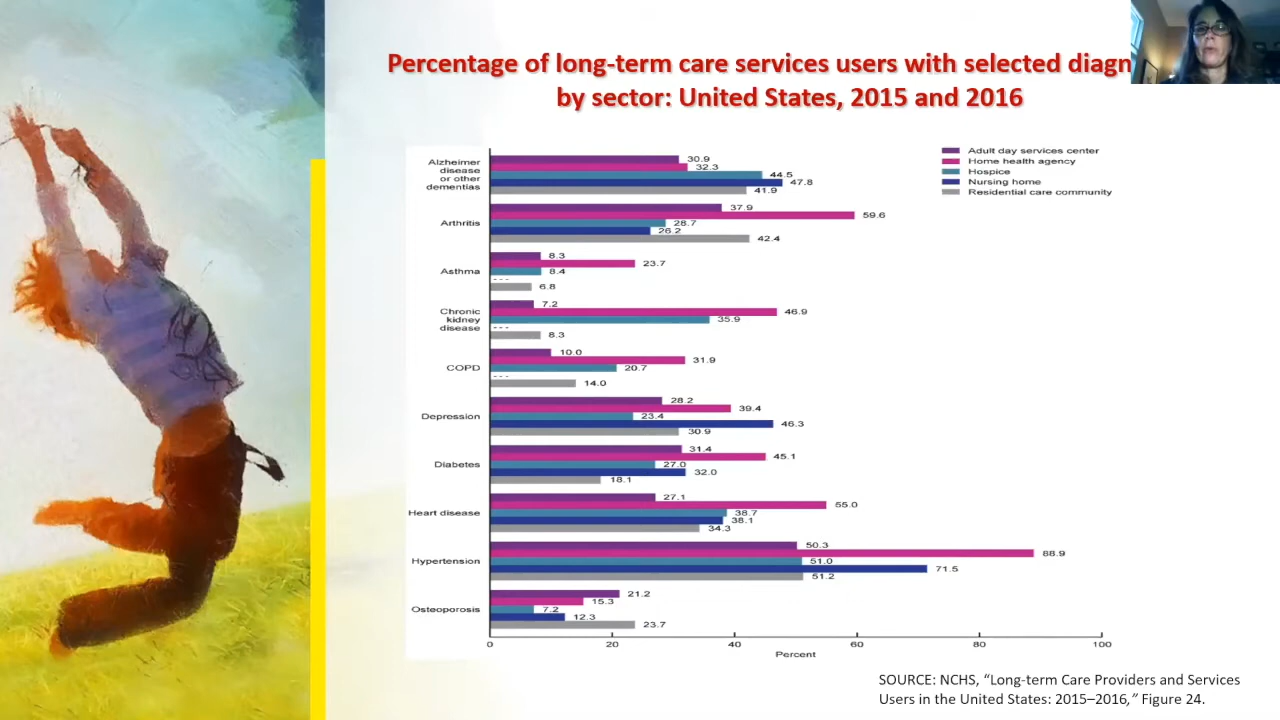 Percentage of long-term care services users with selected diagn
by sector: United States, 2015 and 2016
Adult day services center
Home health agency
Hospice
Nursing home
Residential care community
Alzheimer
disease
or other
dementias
30.9
32.3
44.5
47.8
41.9
Arthritis
37.9
59.6
28.7
26.2
42.4
Asthma
8.3
23.7
8.4
---
6.8
Chronic
kidney
disease
7.2
46.9
35.9
---
8.3
COPD
10.0
31.9
20.7
---
14.0
Depression
28.2
39.4
23.4
46.3
30.9
Diabetes
31.4
45.1
27.0
32.0
18.1
Heart disease
27.1
55.0
38.7
38.1
34.3
Hypertension
50.3
88.9
51.0
71.5
51.2
Osteoporosis
21.2
15.3
7.2
12.3
23.7
0 20 40 60 80 100
Percent
SOURCE: NCHS, “Long-term Care Providers and Services
Users in the United States: 2015–2016,” Figure 24.